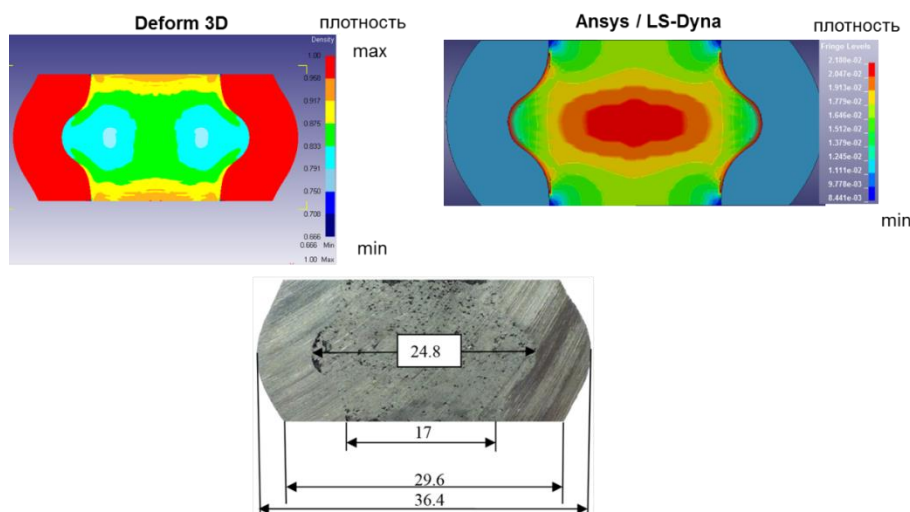 Deform 3D
плотность
Density
max
1.00
0.958
0.917
0.875
0.833
0.791
0.750
0.708
0.666
0.666 Min
1.00 Max
min
Ansys / LS-Dyna
плотность
Fringe Levels
2.180e-02
2.047e-02
1.913e-02
1.779e-02
1.646e-02
1.512e-02
1.379e-02
1.245e-02
1.111e-02
9.778e-03
8.441e-03
min
24.8
17
29.6
36.4